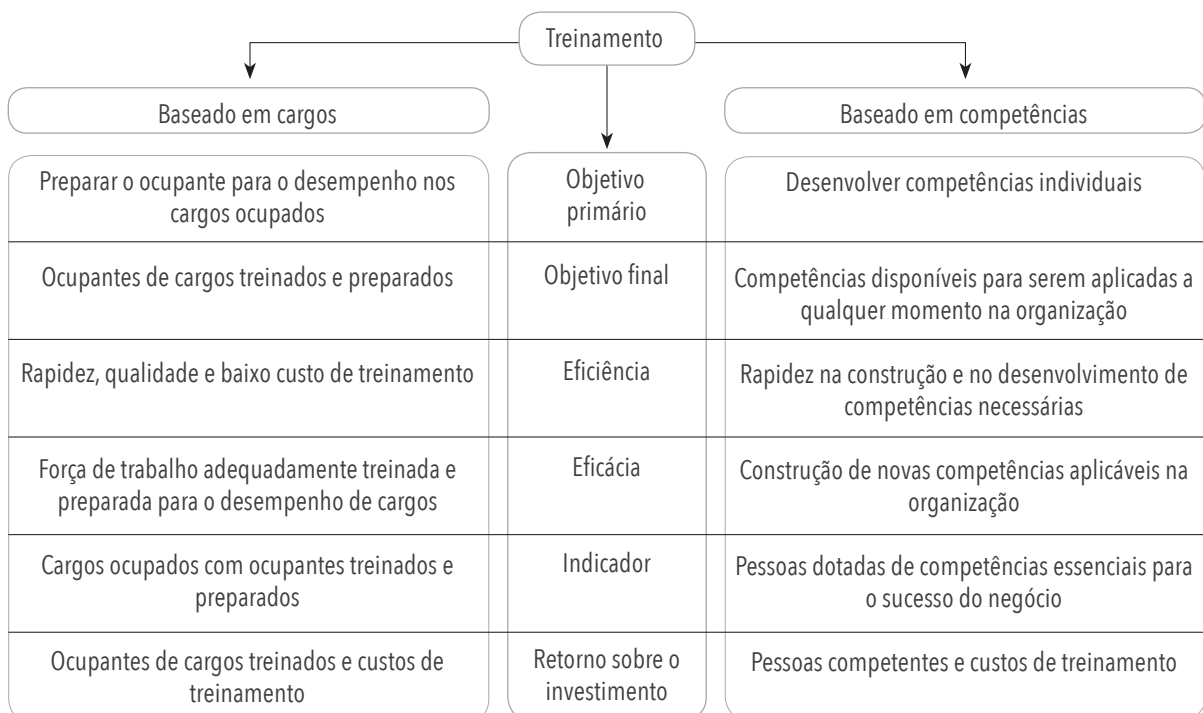 Treinamento
Baseado em cargos
Baseado em competências
Preparar o ocupante para o desempenho nos
cargos ocupados
Objetivo
primário
Desenvolver competências individuais
Ocupantes de cargos treinados e preparados
Objetivo final
Competências disponíveis para serem aplicadas a
qualquer momento na organização
Rapidez, qualidade e baixo custo de treinamento
Eficiência
Rapidez na construção e no desenvolvimento de
competências necessárias
Força de trabalho adequadamente treinada e
preparada para o desempenho de cargos
Eficácia
Construção de novas competências aplicáveis na
organização
Cargos ocupados com ocupantes treinados e
preparados
Indicador
Pessoas dotadas de competências essenciais para
o sucesso do negócio
Ocupantes de cargos treinados e custos de
treinamento
Retorno sobre o
investimento
Pessoas competentes e custos de treinamento